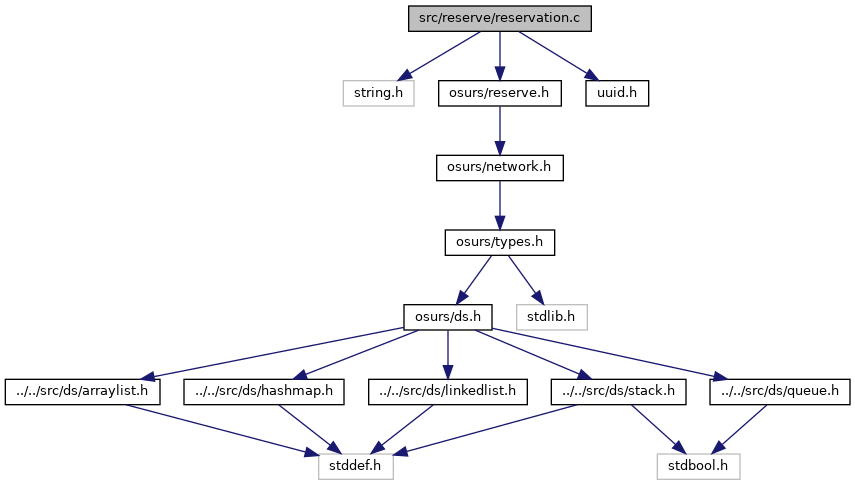 src/reserve/reservation.c
string.h
osurs/reserve.h
uuid.h
osurs/network.h
osurs/types.h
osurs/ds.h
stdlib.h
../../src/ds/arraylist.h
../../src/ds/hashmap.h
../../src/ds/linkedlist.h
../../src/ds/stack.h
../../src/ds/queue.h
stddef.h
stdbool.h